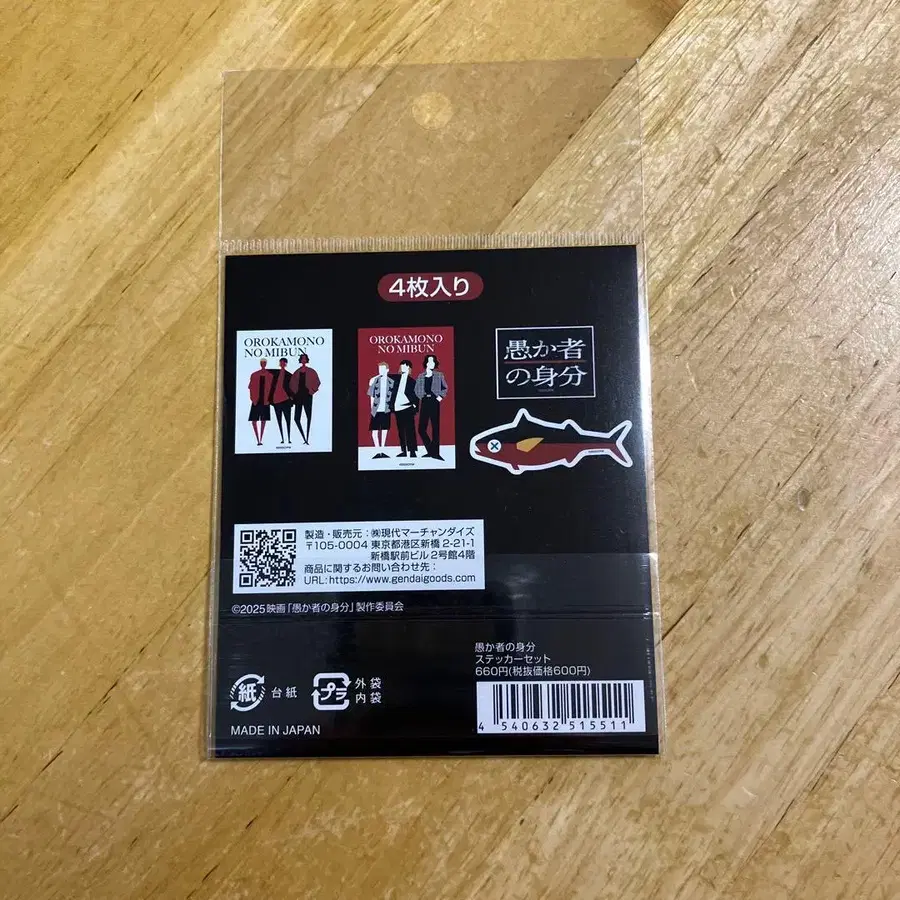 4枚入り
OROKAMONO
NO MIBUN
OROKAMONO
NO MIBUN
愚か者
の身分
製造・販売元:㈱現代マーチャンダイズ
〒105-0004 東京都港区新橋 2-21-1
新橋駅前ビル 2号館4階
商品に関するお問い合わせ先:
URL:https://www.gendaigoods.com
©2025 映画「愚か者の身分」製作委員会
愚か者の身分
ステッカーセット
660円(税抜価格600円)
紙 台紙
プラ 外袋
内袋
MADE IN JAPAN
4 540632 515511